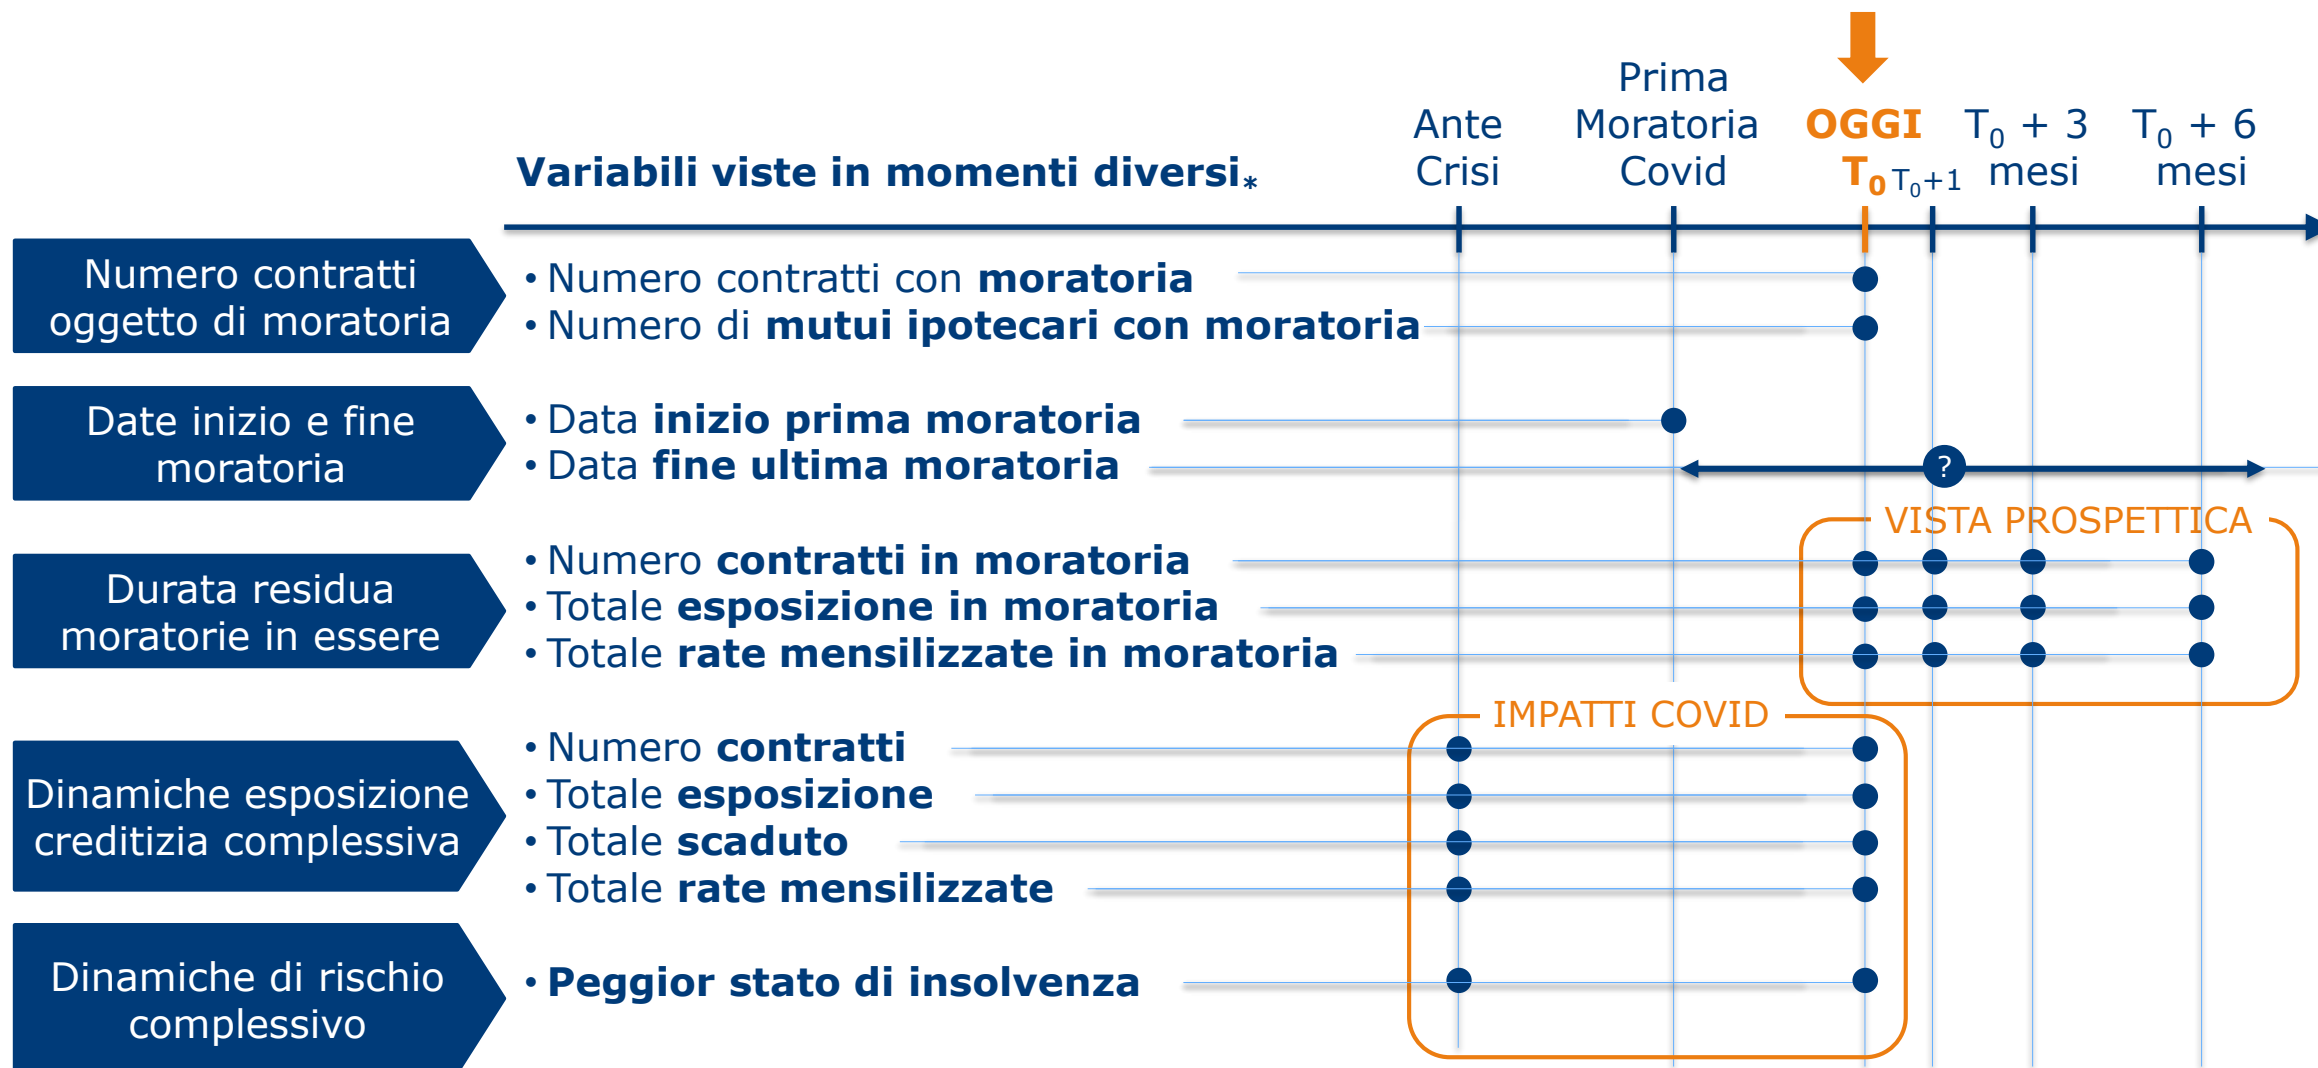 Prima
Ante Moratoria OGGI T0 + 3 T0 + 6
Variabili viste in momenti diversi* Crisi Covid T0 T0+1 mesi mesi
Numero contratti
oggetto di moratoria
• Numero contratti con moratoria
• Numero di mutui ipotecari con moratoria
Date inizio e fine
moratoria
• Data inizio prima moratoria
• Data fine ultima moratoria
?
VISTA PROSPETTICA
Durata residua
moratorie in essere
• Numero contratti in moratoria
• Totale esposizione in moratoria
• Totale rate mensilizzate in moratoria
IMPATTI COVID
Dinamiche esposizione
creditizia complessiva
• Numero contratti
• Totale esposizione
• Totale scaduto
• Totale rate mensilizzate
Dinamiche di rischio
complessivo
• Peggior stato di insolvenza